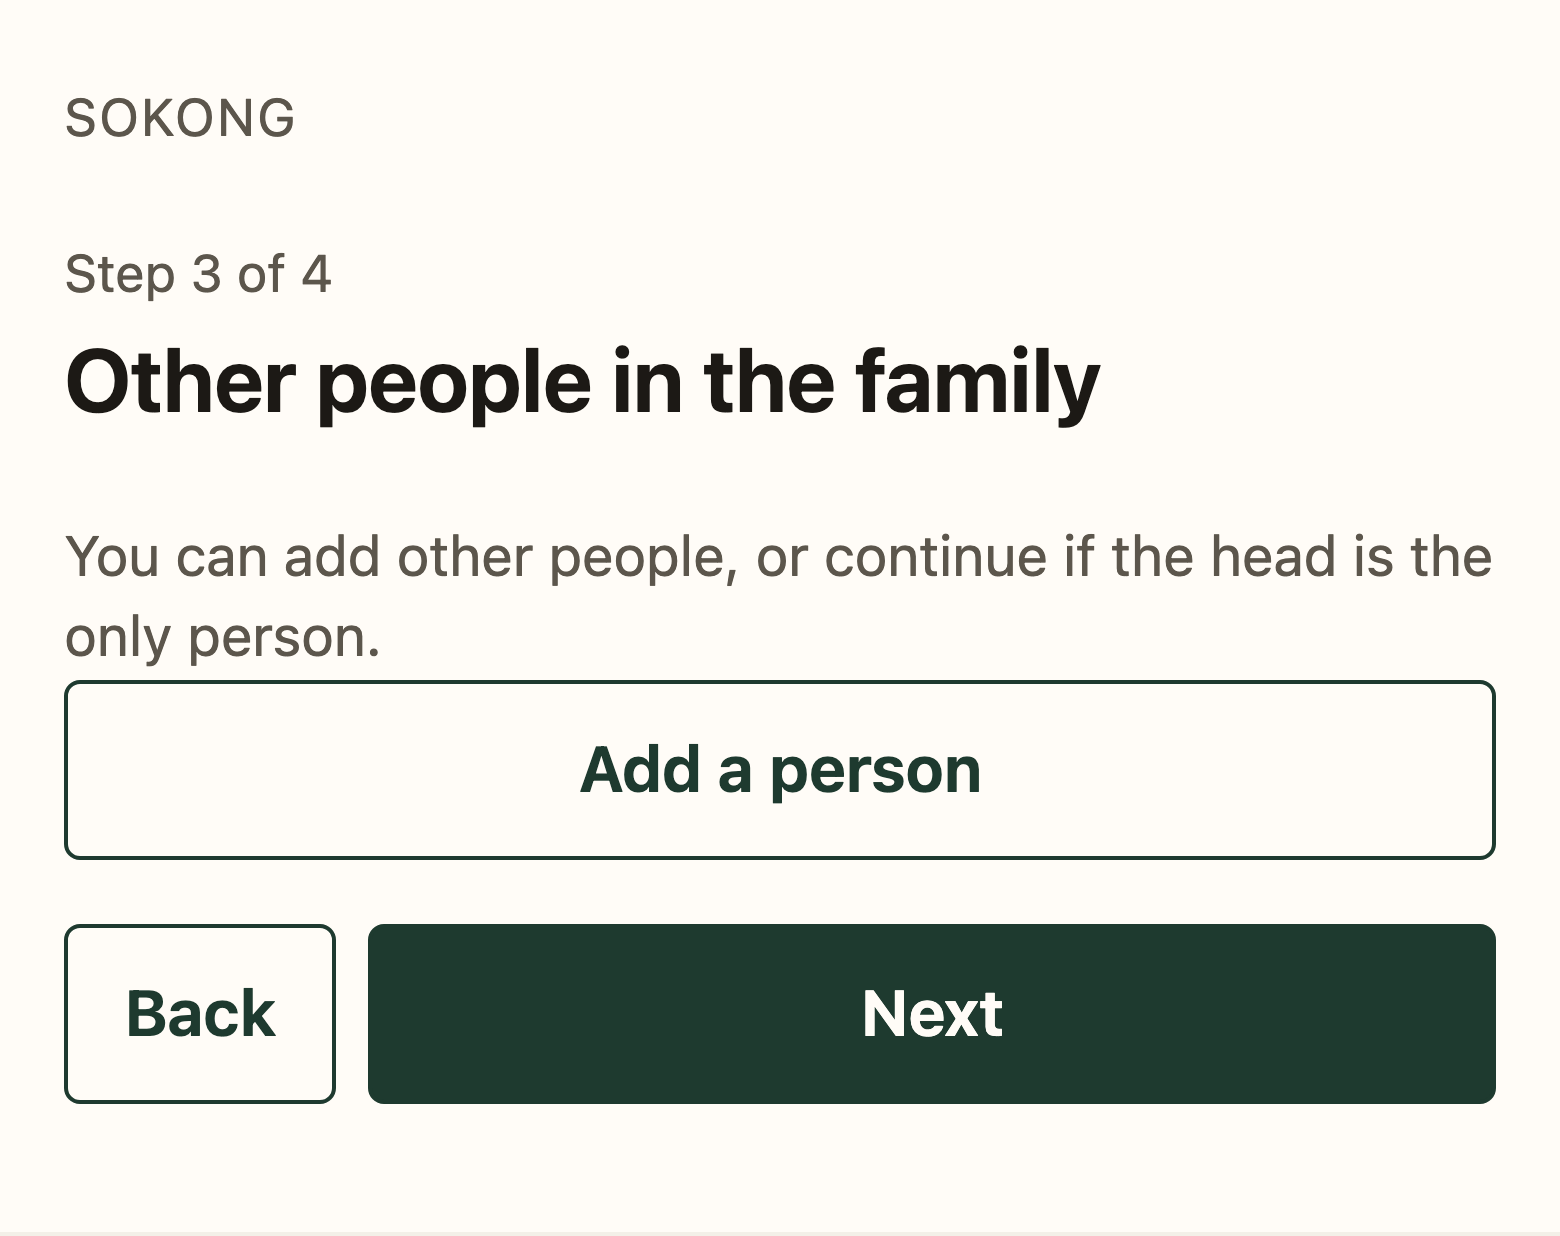 SOKONG
Step 3 of 4
Other people in the family
You can add other people, or continue if the head is the
only person.
Add a person
Back
Next